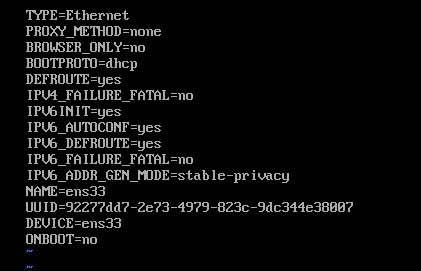 TYPE=Ethernet
PROXY_METHOD=none
BROWSER_ONLY=no
BOOTPROTO=dhcp
DEFROUTE=yes
IPV4_FAILURE_FATAL=no
IPV6INIT=yes
IPV6_AUTOCONF=yes
IPV6_DEFROUTE=yes
IPV6_FAILURE_FATAL=no
IPV6_ADDR_GEN_MODE=stable-privacy
NAME=ens33
UUID=92277dd7-2e73-4979-823c-9dc344e38007
DEVICE=ens33
ONBOOT=no
~
~